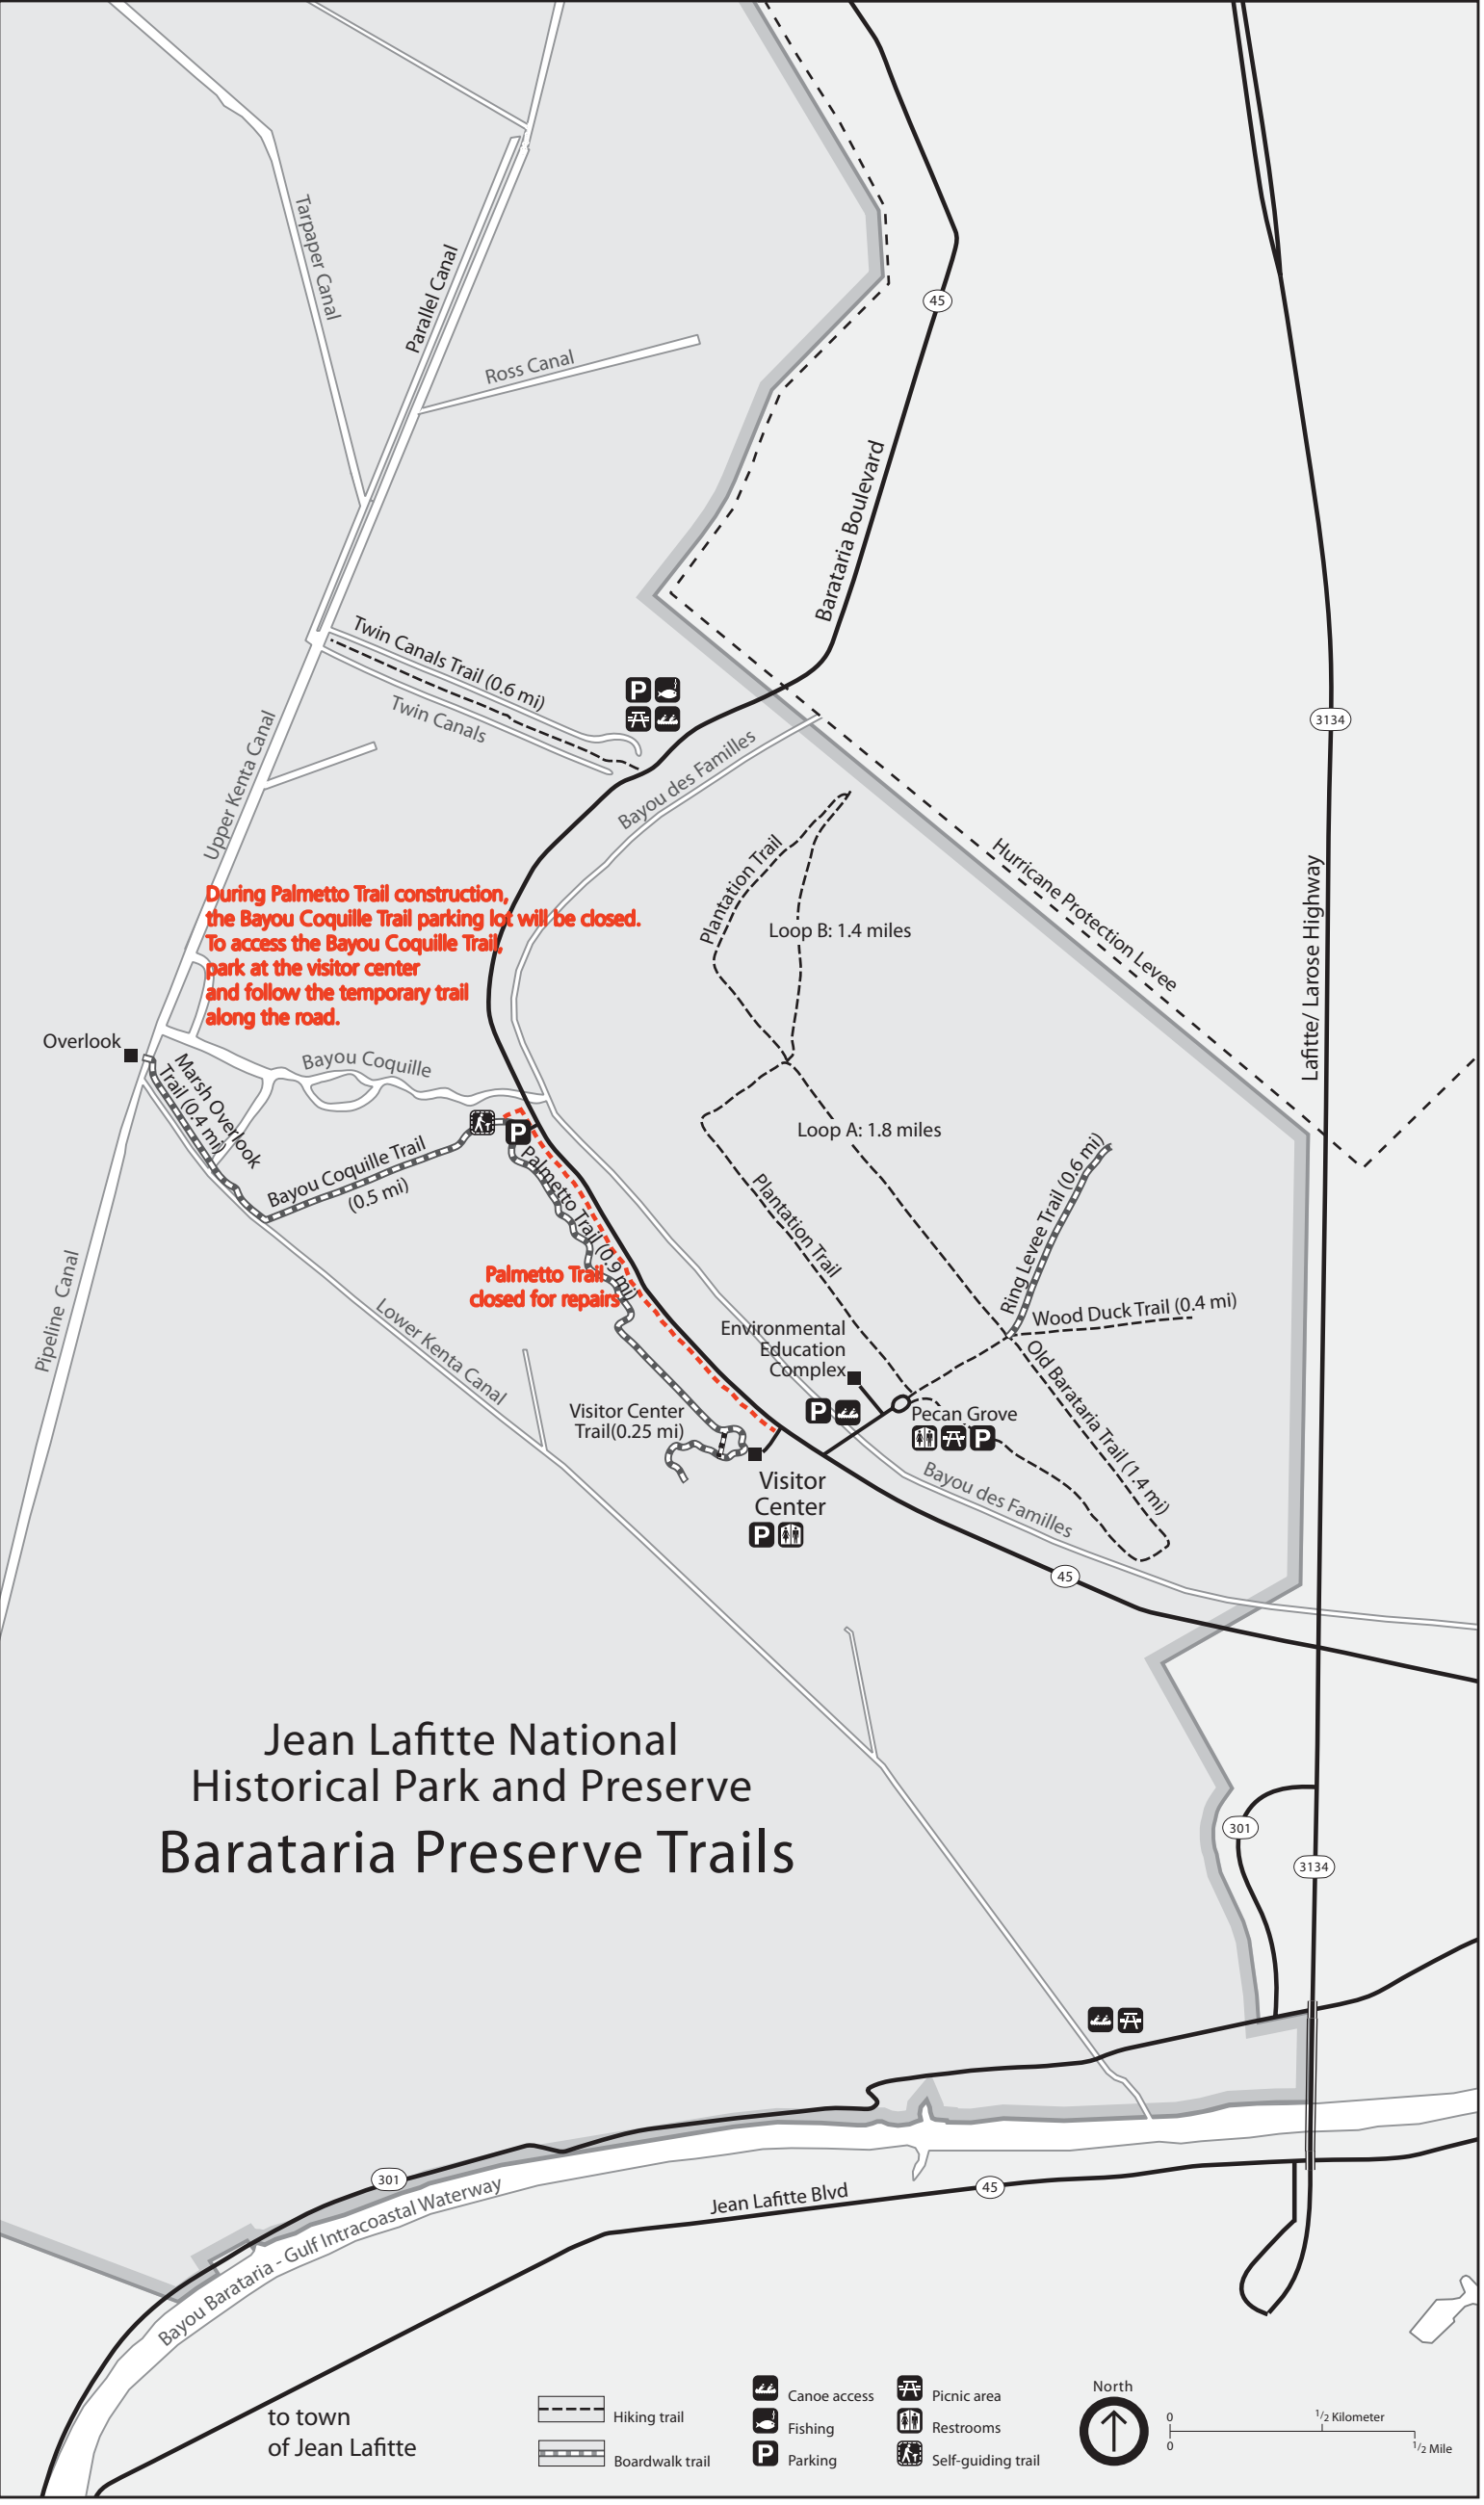 Tarpaper Canal
Parallel Canal
Ross Canal
45
Barataria Boulevard
Twin Canals Trail (0.6 mi)
Twin Canals
P
3134
Upper Kenta Canal
Bayou des Familles
Plantation Trail
Hurricane Protection Levee
Lafitte/ Larose Highway
During Palmetto Trail construction,
the Bayou Coquille Trail parking lot will be closed.
To access the Bayou Coquille Trail,
park at the visitor center
and follow the temporary trail
along the road.
Loop B: 1.4 miles
Overlook
Bayou Coquille
Marsh Overlook
Trail (0.4 mi)
P
Loop A: 1.8 miles
Bayou Coquille Trail
(0.5 mi)
Palmetto Trail (0.9 mi)
Plantation Trail
Ring Levee Trail (0.6 mi)
Palmetto Trail
closed for repairs
Pipeline Canal
Lower Kenta Canal
Wood Duck Trail (0.4 mi)
Environmental
Education
Complex
P
Old Barataria Trail (1.4 mi)
Visitor Center
Trail(0.25 mi)
Pecan Grove
P
Visitor
Center
P
Bayou des Familles
45
Jean Lafitte National
Historical Park and Preserve
Barataria Preserve Trails
301
3134
301
Bayou Barataria - Gulf Intracoastal Waterway
Jean Lafitte Blvd
45
to town
of Jean Lafitte
Hiking trail
Boardwalk trail
Canoe access
Fishing
P Parking
Picnic area
Restrooms
Self-guiding trail
North
0 1/2 Kilometer
0 1/2 Mile